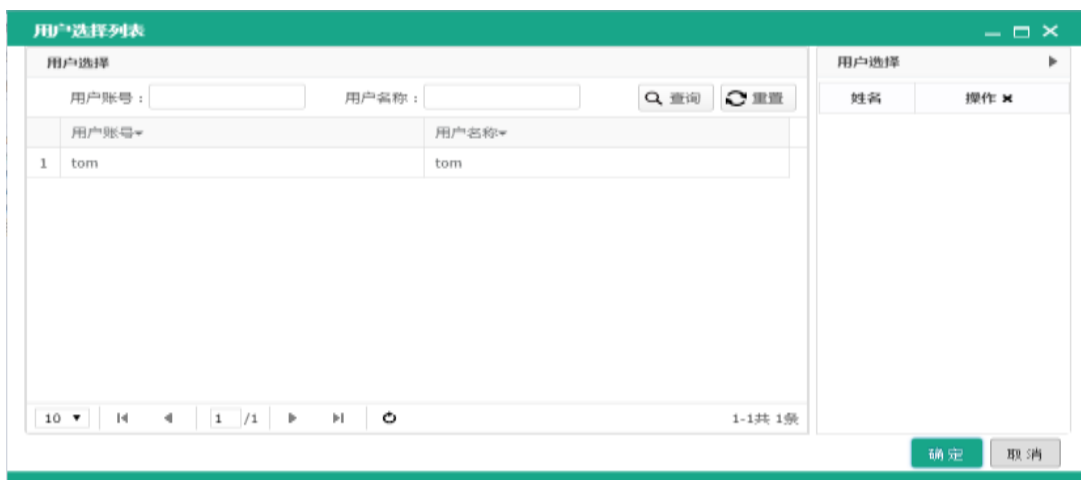 用户选择列表
用户选择
用户账号：
用户名称：
查询
重置
用户账号
用户名称
1 tom tom
10
1 /1
1-1共 1条
用户选择
姓名 操作
确定
取消